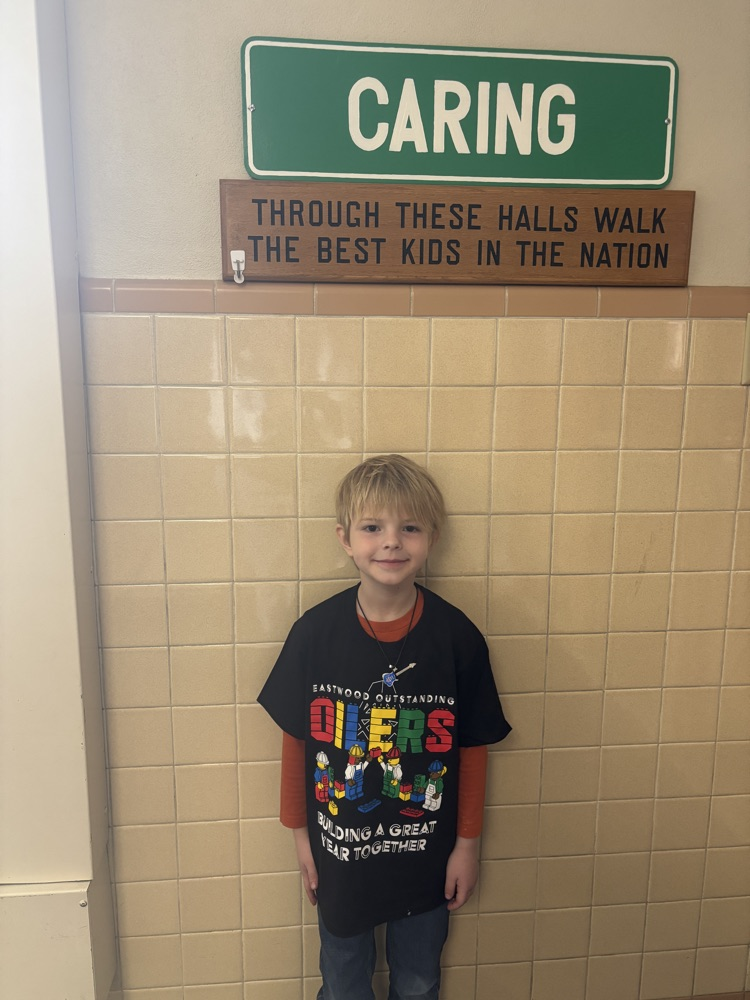 CARING
THROUGH THESE HALLS WALK
THE BEST KIDS IN THE NATION
EASTWOOD OUTSTANDING
OILERS
BUILDING A GREAT
YEAR TOGETHER